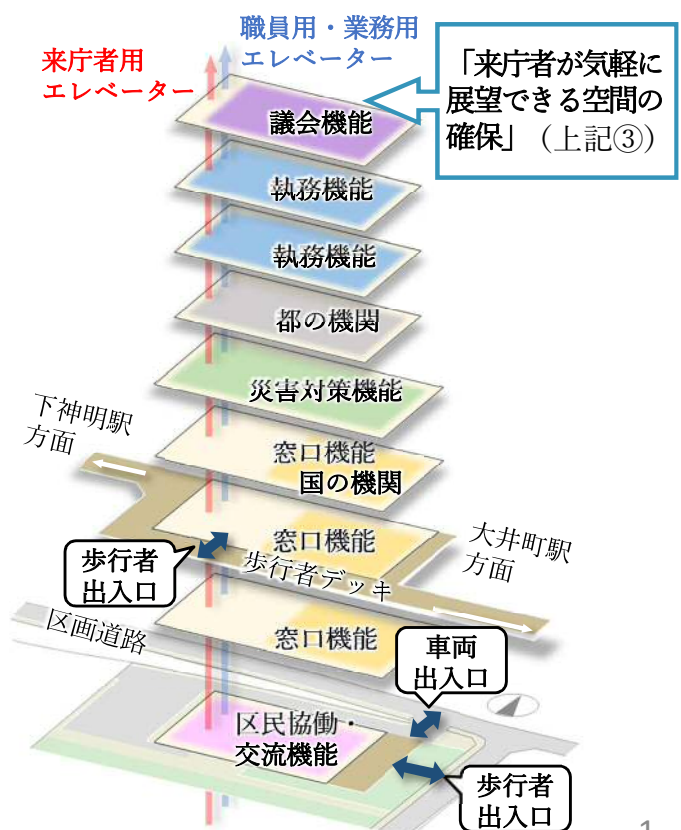 職員用・業務用
エレベーター
来庁者用
エレベーター
「来庁者が気軽に
展望できる空間の
確保」（上記③）
議会機能
執務機能
執務機能
都の機関
災害対策機能
下神明駅
方面
窓口機能
国の機関
窓口機能
大井町駅
方面
歩行者
出入口
歩行者デッキ
区画道路
窓口機能
車両
出入口
区民協働・
交流機能
歩行者
出入口